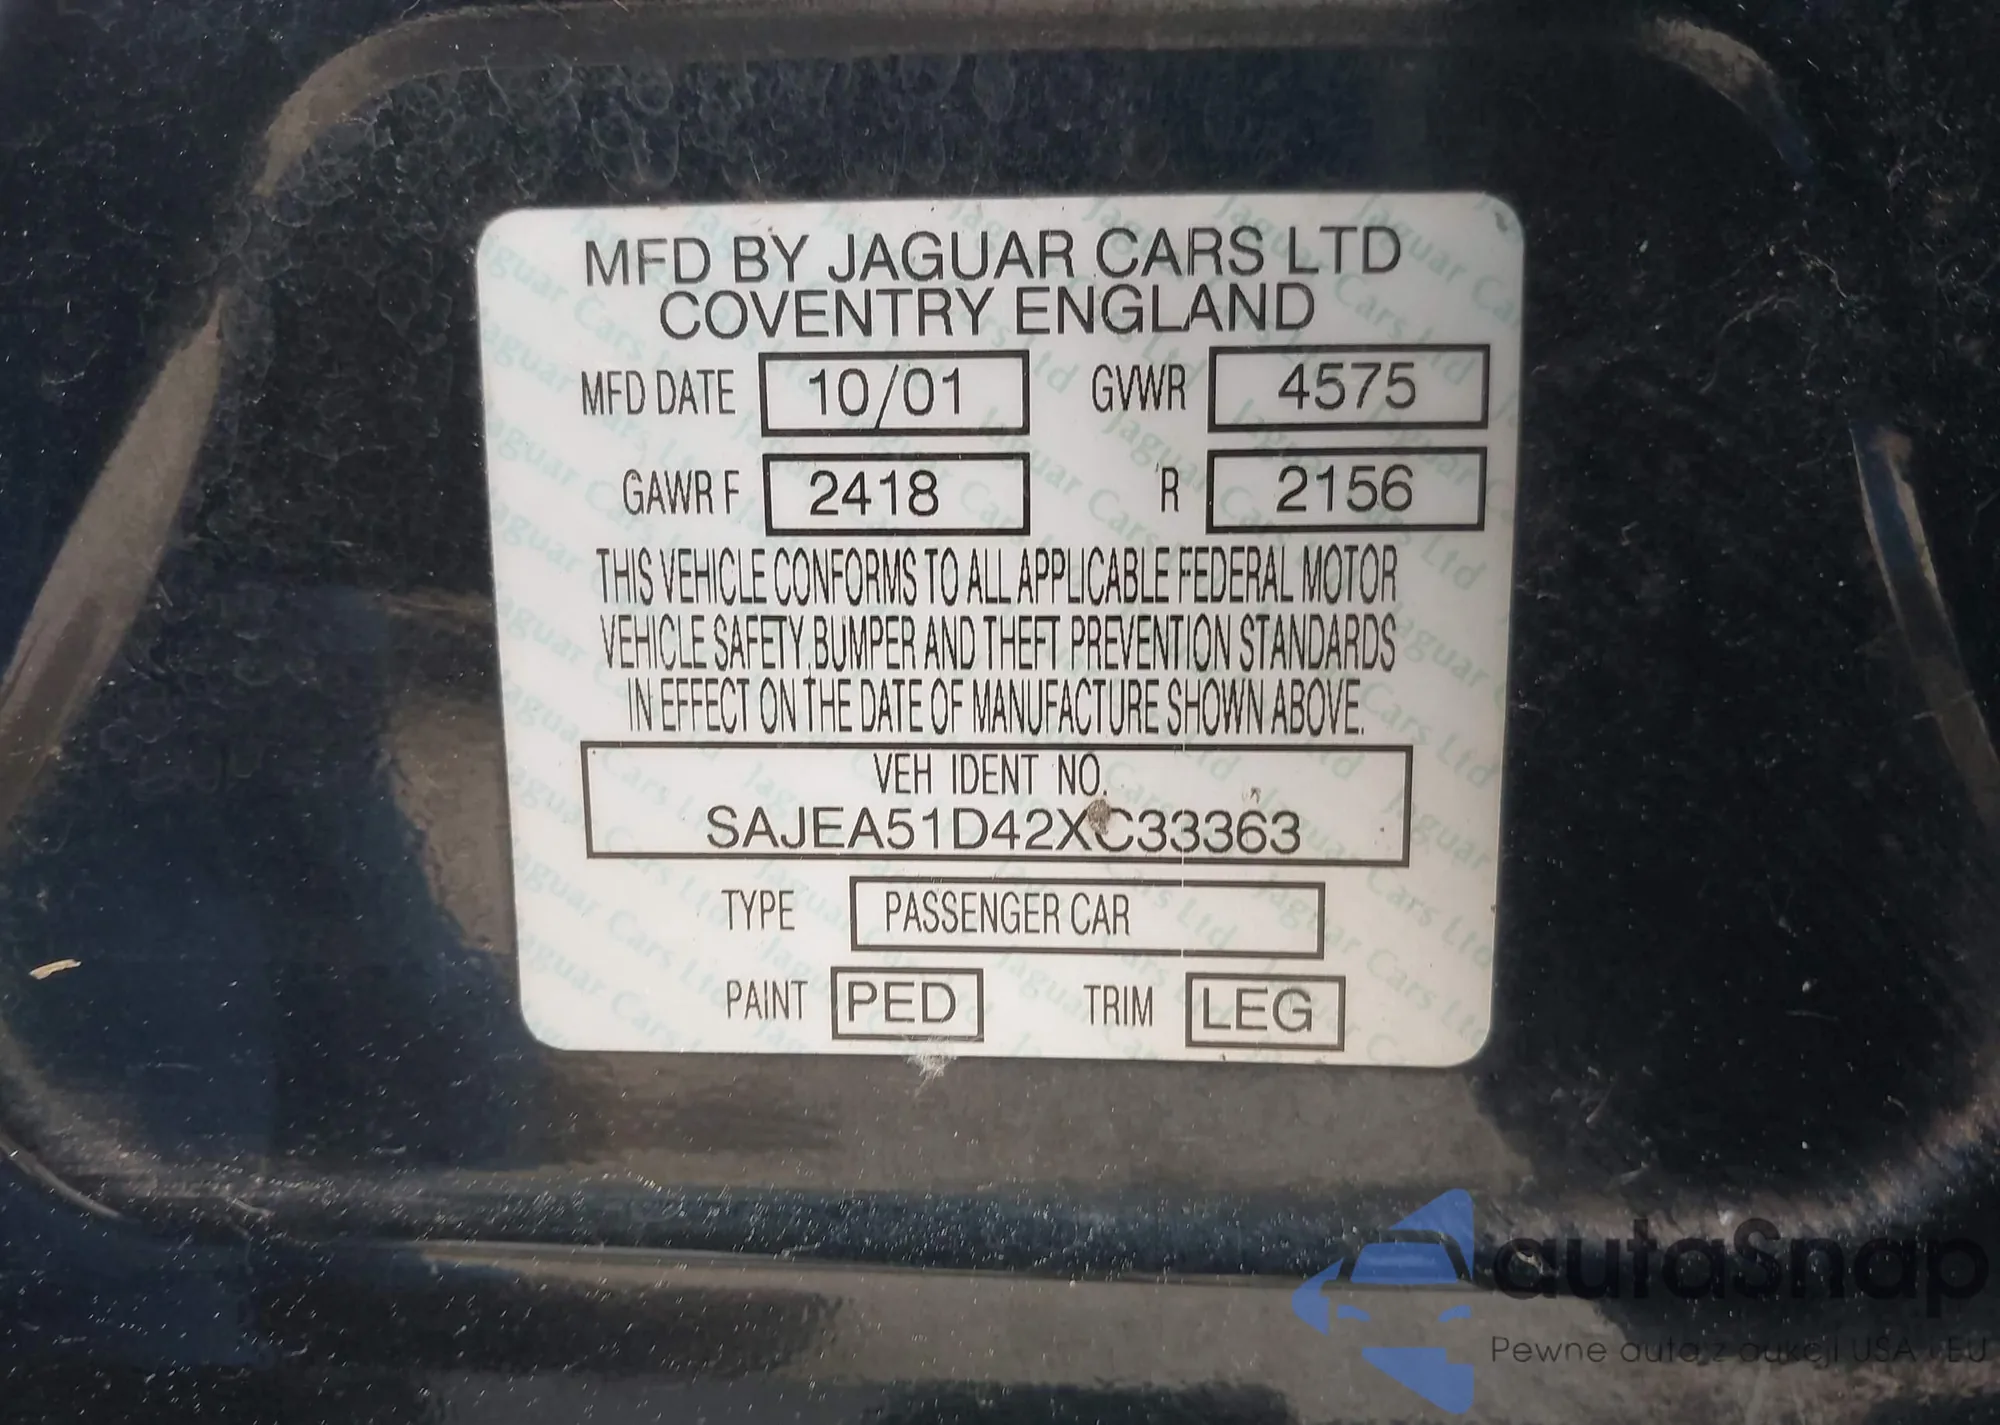 MFD BY JAGUAR CARS LTD
COVENTRY ENGLAND
MFD DATE 10/01 GVWR 4575
GAWR F 2418 R 2156
THIS VEHICLE CONFORMS TO ALL APPLICABLE FEDERAL MOTOR
VEHICLE SAFETY, BUMPER AND THEFT PREVENTION STANDARDS
IN EFFECT ON THE DATE OF MANUFACTURE SHOWN ABOVE.
VEH IDENT NO.
SAJEA51D42XC33363
TYPE PASSENGER CAR
PAINT PED TRIM LEG
autaSnap
Pewne auta z aukcji USA i EU